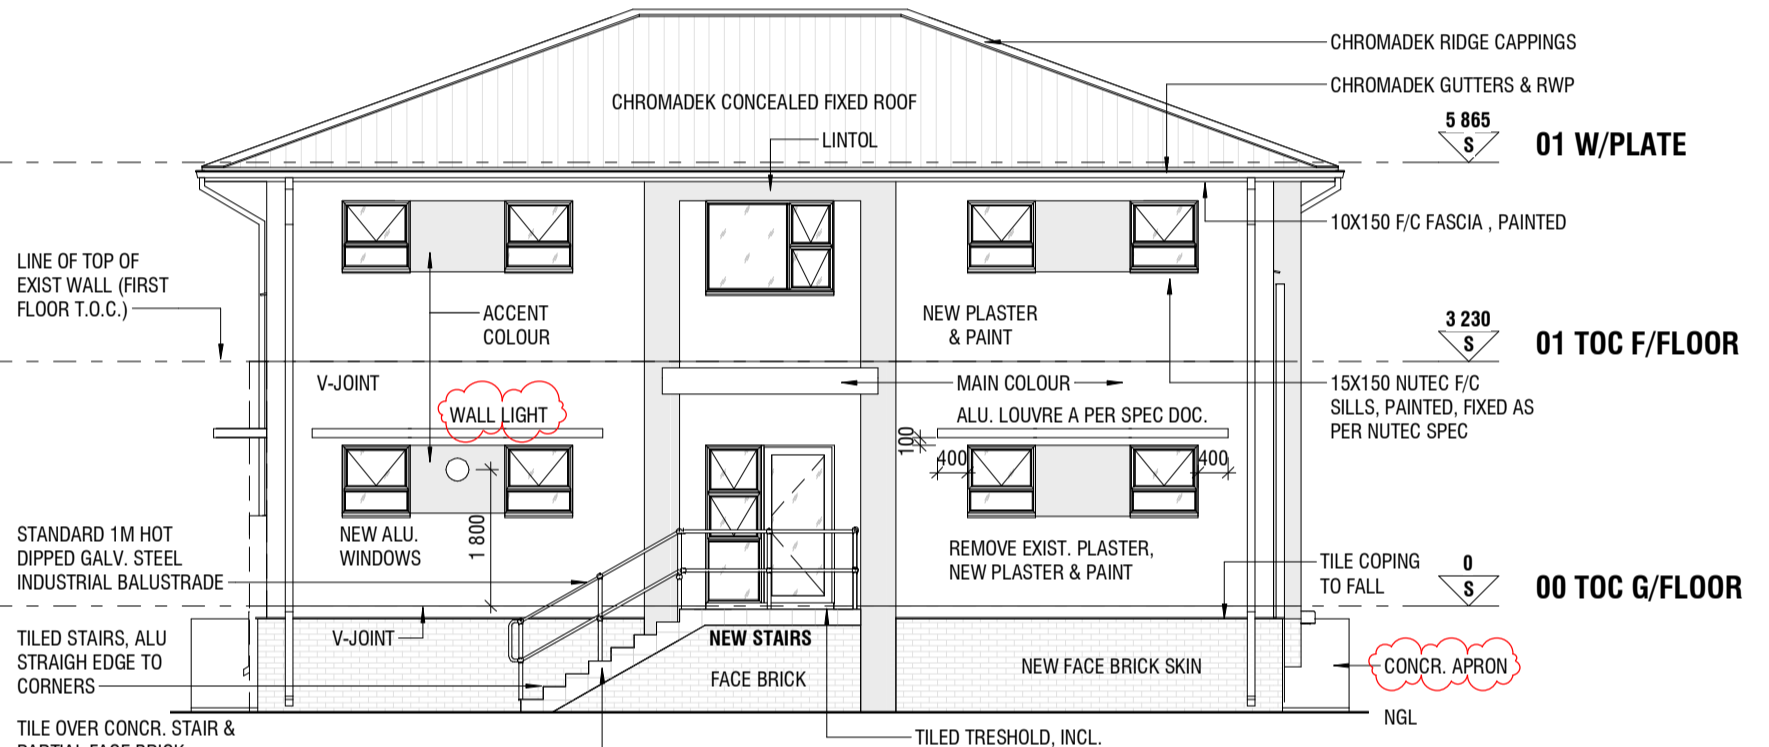 CHROMADEK RIDGE CAPPINGS
CHROMADEK GUTTERS & RWP
CHROMADEK CONCEALED FIXED ROOF
LINTOL
5 865
S
01 W/PLATE
10X150 F/C FASCIA , PAINTED
LINE OF TOP OF
EXIST WALL (FIRST
FLOOR T.O.C.)
ACCENT
COLOUR
NEW PLASTER
& PAINT
3 230
S
01 TOC F/FLOOR
V-JOINT
WALL LIGHT
MAIN COLOUR
ALU. LOUVRE A PER SPEC DOC.
15X150 NUTEC F/C
SILLS, PAINTED, FIXED AS
PER NUTEC SPEC
100
400
400
1 800
STANDARD 1M HOT
DIPPED GALV. STEEL
INDUSTRIAL BALUSTRADE
NEW ALU.
WINDOWS
REMOVE EXIST. PLASTER,
NEW PLASTER & PAINT
TILE COPING
TO FALL
0
S
00 TOC G/FLOOR
TILED STAIRS, ALU
STRAIGH EDGE TO
CORNERS
V-JOINT
NEW STAIRS
FACE BRICK
NEW FACE BRICK SKIN
CONCR. APRON
NGL
TILE OVER CONCR. STAIR &
PARTIAL FACE BRICK
TILED TRESHOLD, INCL.